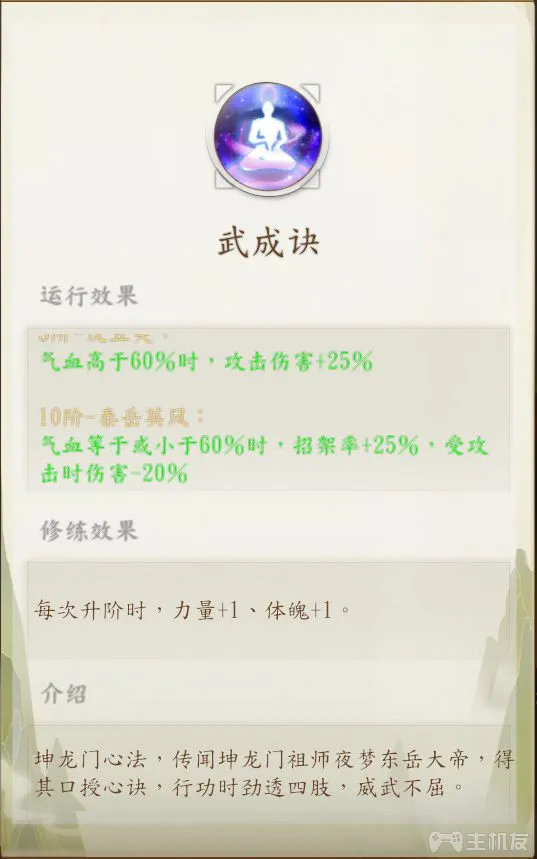 武成诀
运行效果
气血高于60%时，攻击伤害+25%
10阶-泰岳英风：
气血等于或小于60%时，招架率+25%，受攻
击时伤害-20%
修练效果
每次升阶时，力量+1、体魄+1。
介绍
坤龙门心法，传闻坤龙门祖师夜梦东岳大帝，得
其口授心诀，行功时劲透四肢，威武不屈。
主机友